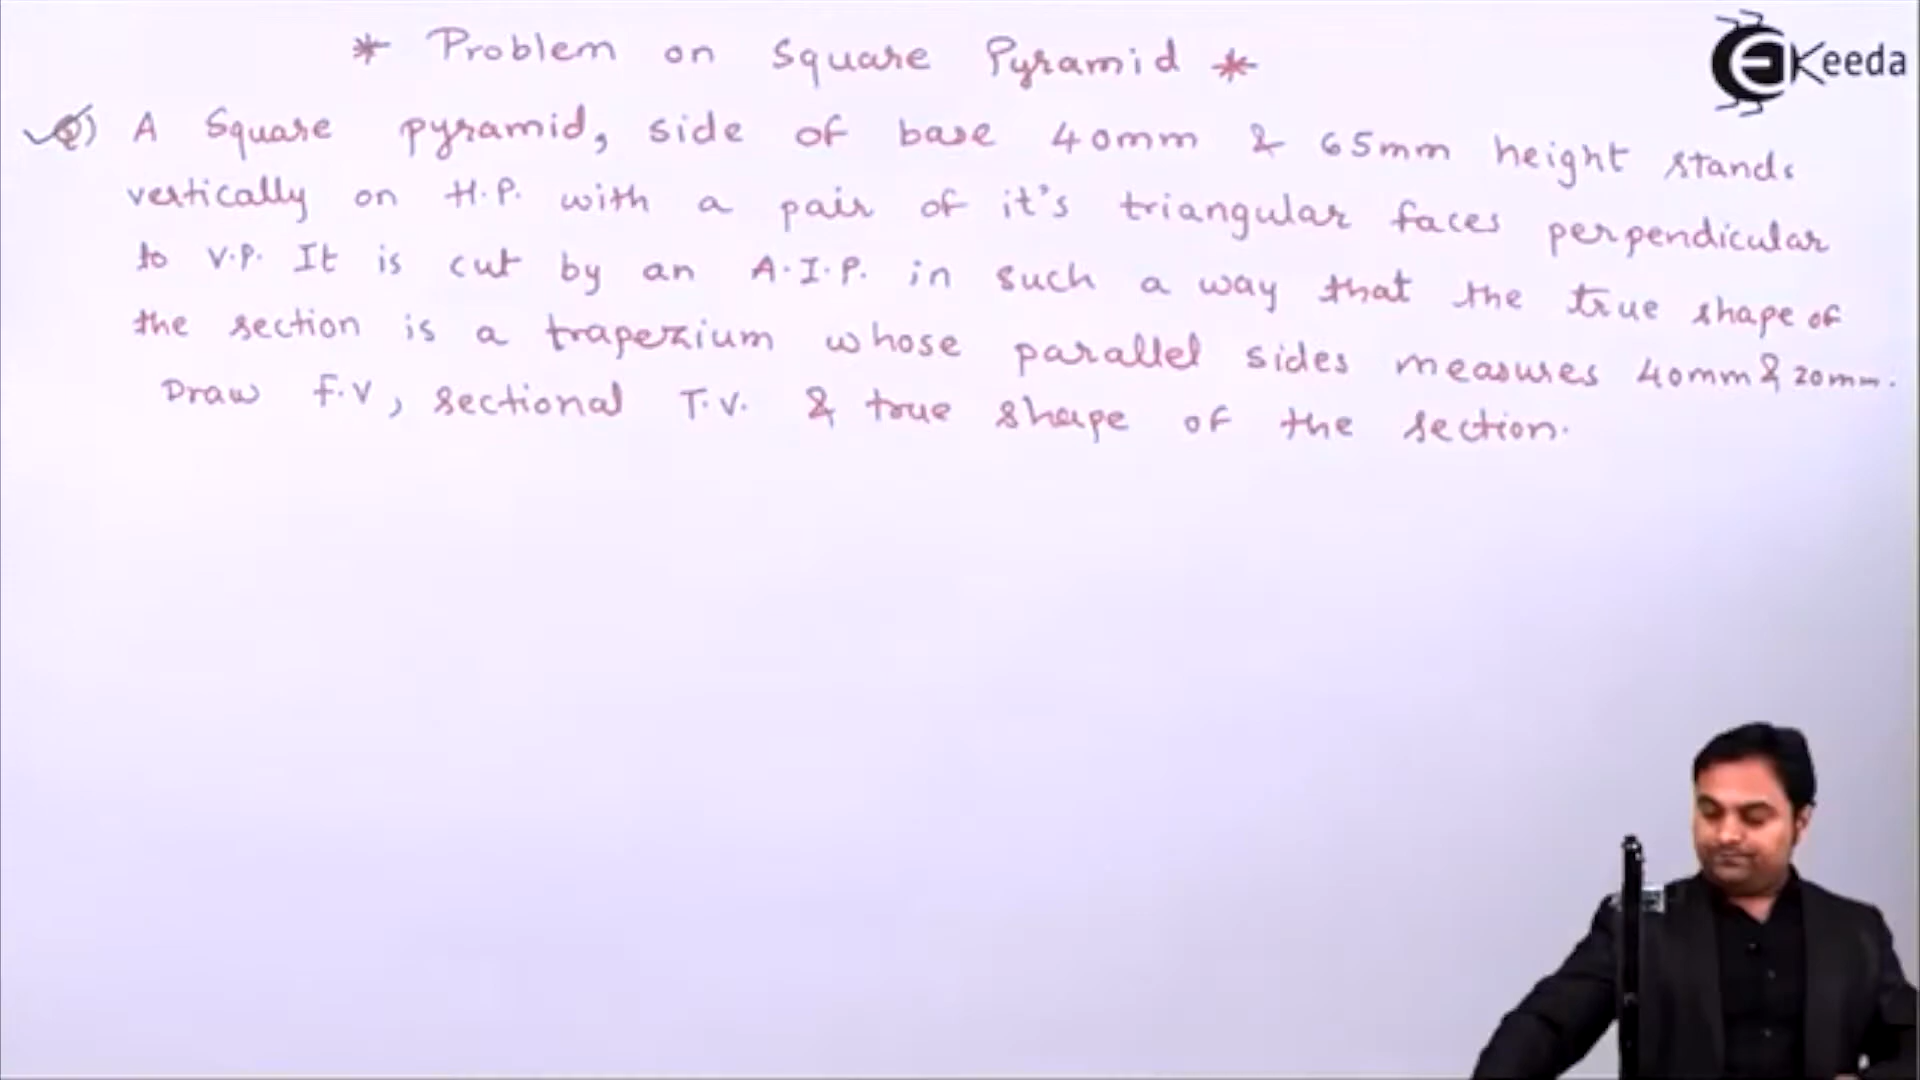 * Problem on Square Pyramid *
EKeeda
Q) A Square pyramid, side of base 40mm & 65mm height stands
vertically on H.P. with a pair of it's triangular faces perpendicular
to V.P. It is cut by an A.I.P. in such a way that the true shape of
the section is a trapezium whose parallel sides measures 40mm & 20mm.
Draw F.V, sectional T.V. & true shape of the section.